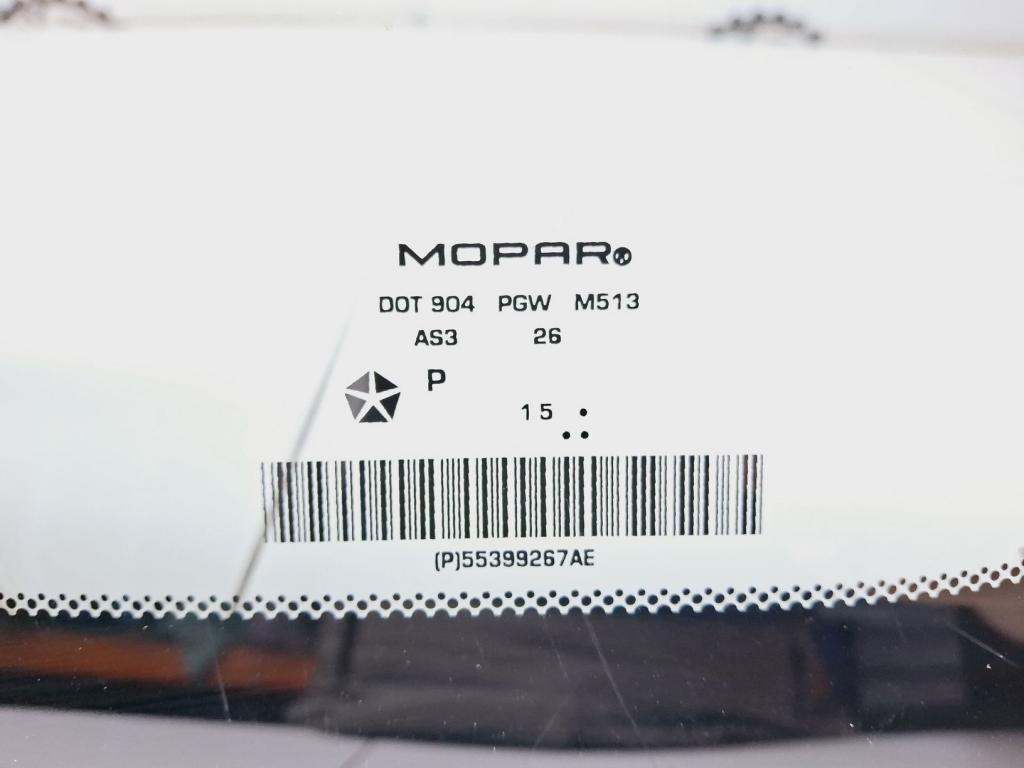 MOPAR®
DOT 904 PGW M513
AS3 26
P
15
(P)55399267AE